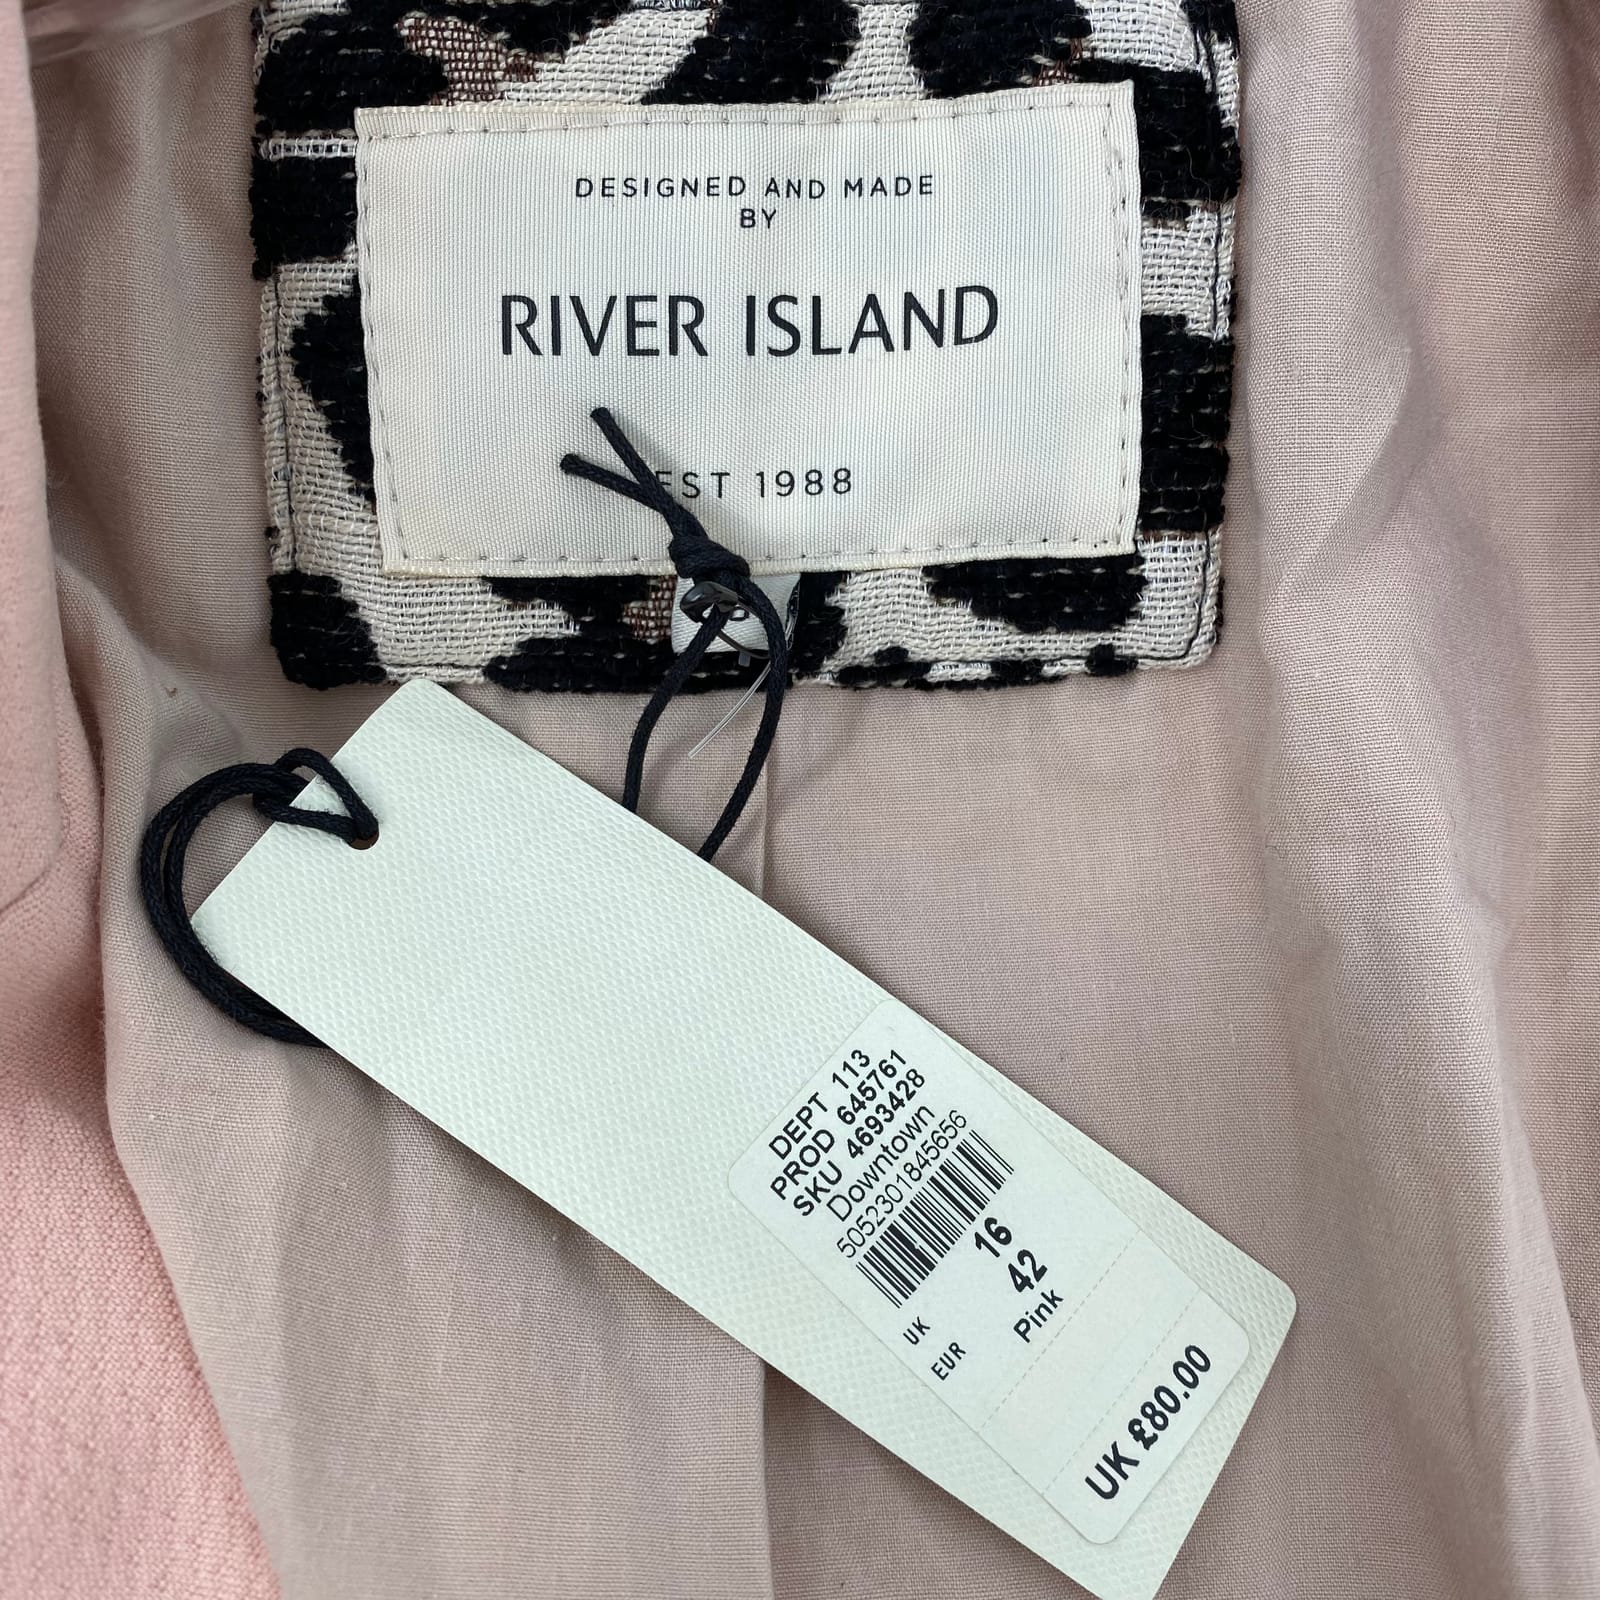 DESIGNED AND MADE
BY
RIVER ISLAND
EST 1988
DEPT 113
PROD 645761
SKU 4693428
Downtown
5052301845656
UK 16
EUR 42
Pink
UK £80.00